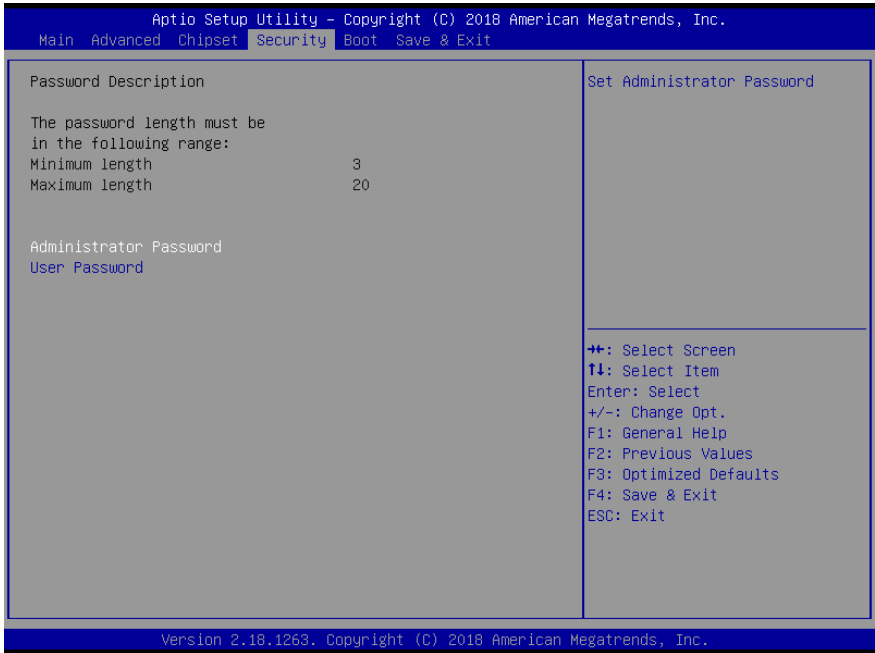 Aptio Setup Utility – Copyright (C) 2018 American Megatrends, Inc.
Main Advanced Chipset Security Boot Save & Exit
Password Description
The password length must be
in the following range:
Minimum length 3
Maximum length 20
Administrator Password
User Password
Set Administrator Password
→←: Select Screen
↑↓: Select Item
Enter: Select
+/-: Change Opt.
F1: General Help
F2: Previous Values
F3: Optimized Defaults
F4: Save & Exit
ESC: Exit
Version 2.18.1263. Copyright (C) 2018 American Megatrends, Inc.